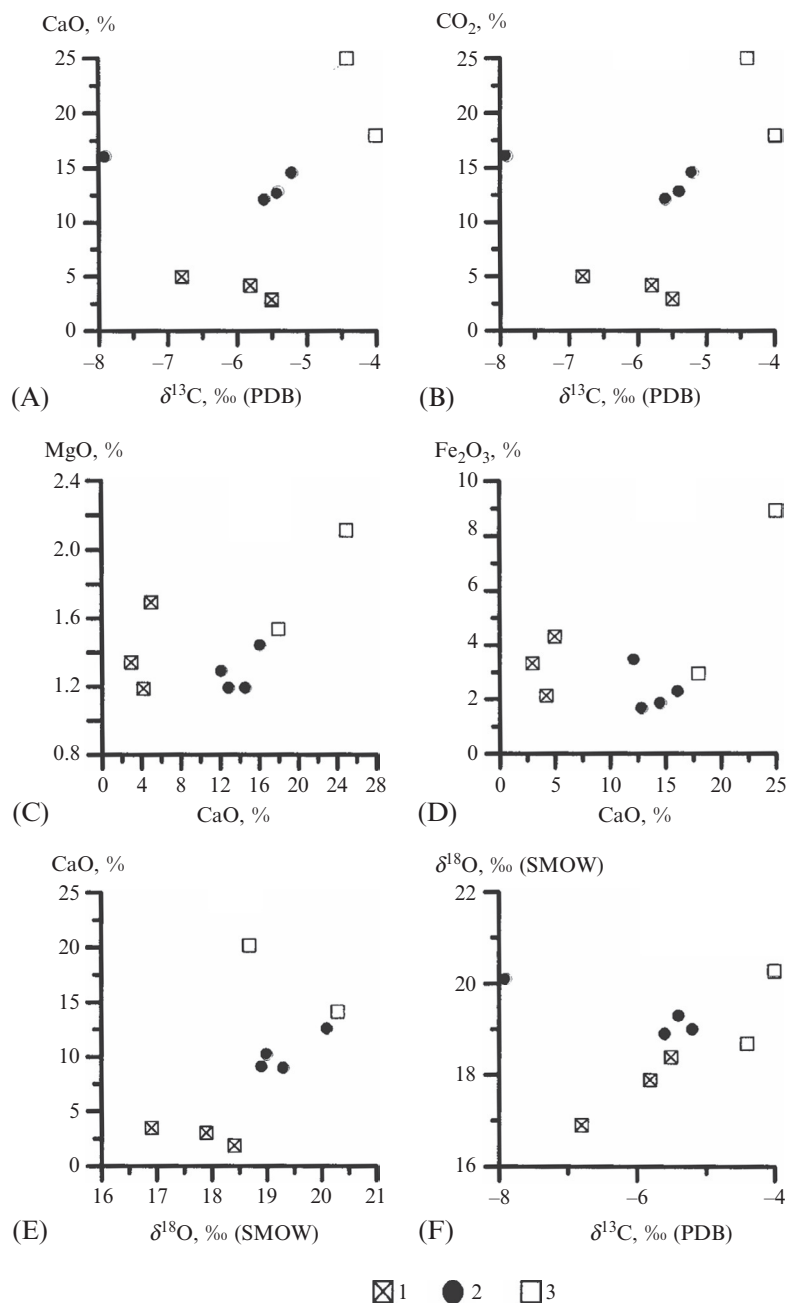 CaO, %
25
20
15
10
5
0
–8 –7 –6 –5 –4
(A) δ¹³C, ‰ (PDB)
CO₂, %
25
20
15
10
5
0
–8 –7 –6 –5 –4
(B) δ¹³C, ‰ (PDB)
MgO, %
2.4
2.0
1.6
1.2
0.8
0 4 8 12 16 20 24 28
(C) CaO, %
Fe₂O₃, %
10
8
6
4
2
0
0 5 10 15 20 25
(D) CaO, %
CaO, %
25
20
15
10
5
0
16 17 18 19 20 21
(E) δ¹⁸O, ‰ (SMOW)
δ¹⁸O, ‰ (SMOW)
22
20
18
16
–8 –6 –4
(F) δ¹³C, ‰ (PDB)
1 2 3